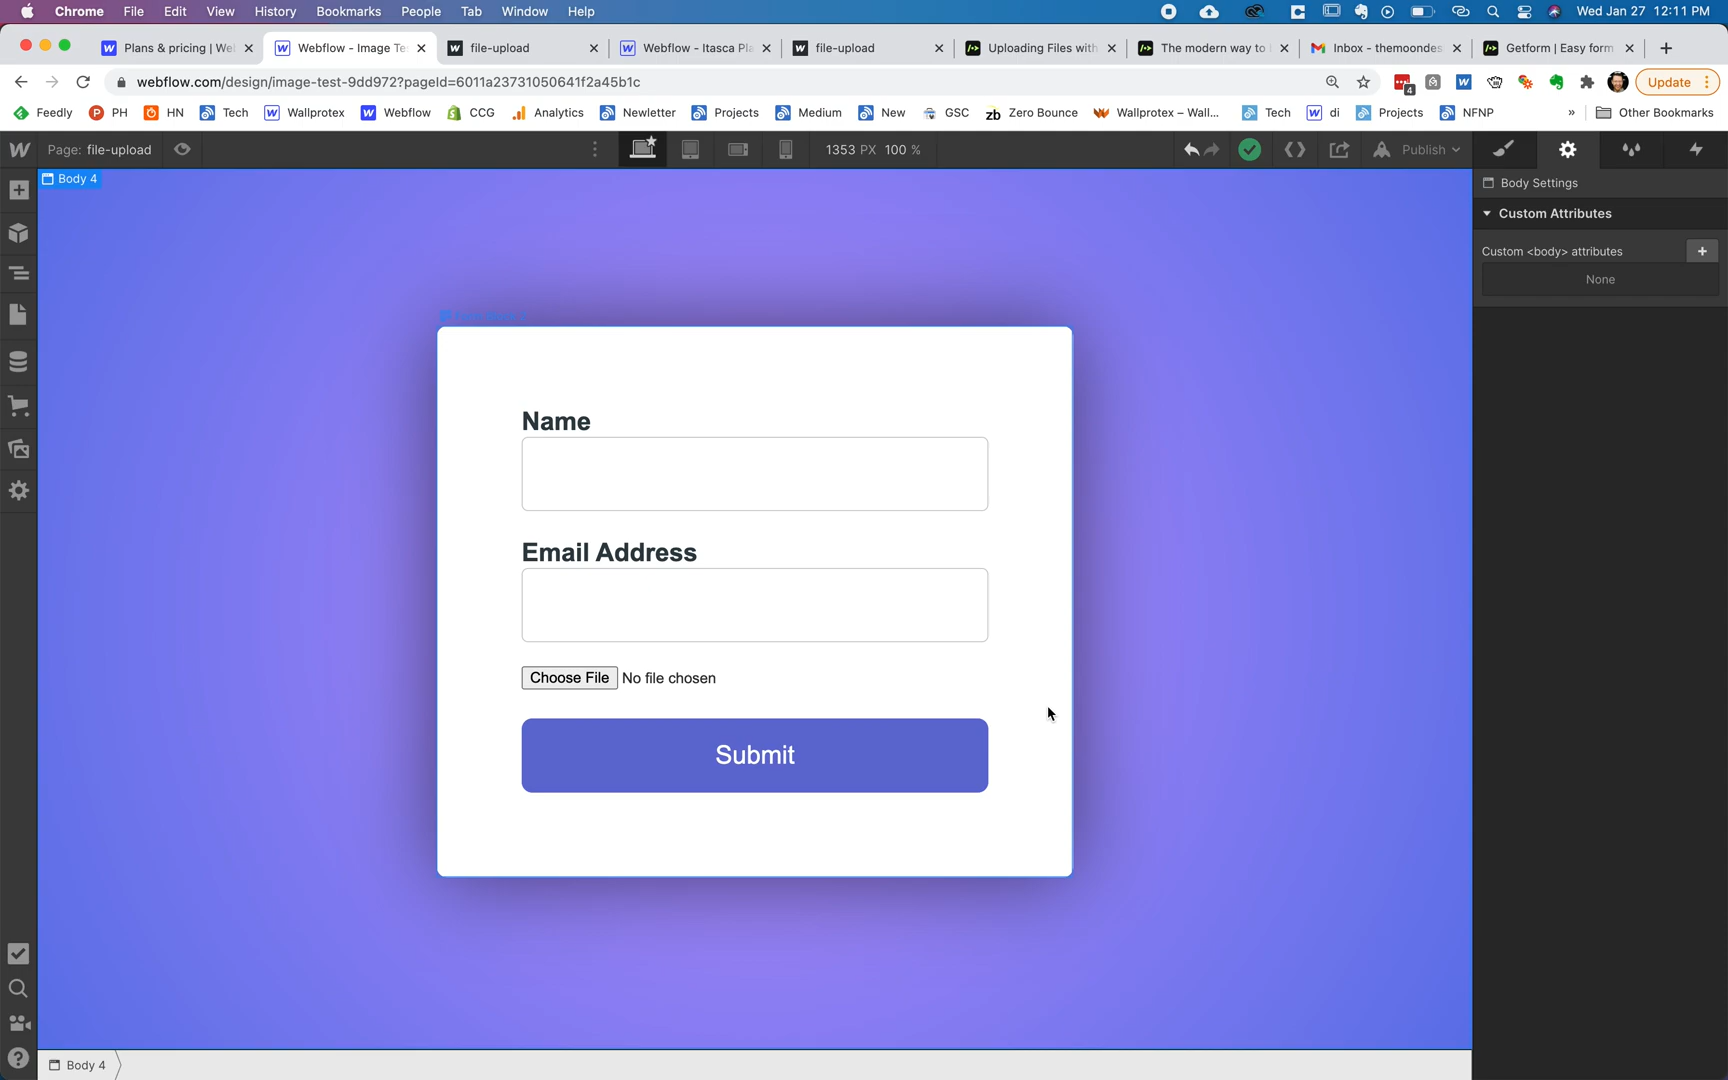 Chrome File Edit View History Bookmarks People Tab Window Help Wed Jan 27 12:11 PM
Plans & pricing | We Webflow - Image Te file-upload Webflow - Itasca Pla file-upload Uploading Files with The modern way to Inbox - themoondes Getform | Easy form
webflow.com/design/image-test-9dd972?pageId=6011a23731050641f2a45b1c 4 Update
Feedly PH HN Tech Wallprotex Webflow CCG Analytics Newletter Projects Medium New GSC zb Zero Bounce Wallprotex – Wall... Tech di Projects NFNP » Other Bookmarks
Page: file-upload 1353 PX 100 % Publish
Body 4
Body Settings
Custom Attributes
Custom <body> attributes
None
Name
Email Address
Choose File No file chosen
Submit
Body 4